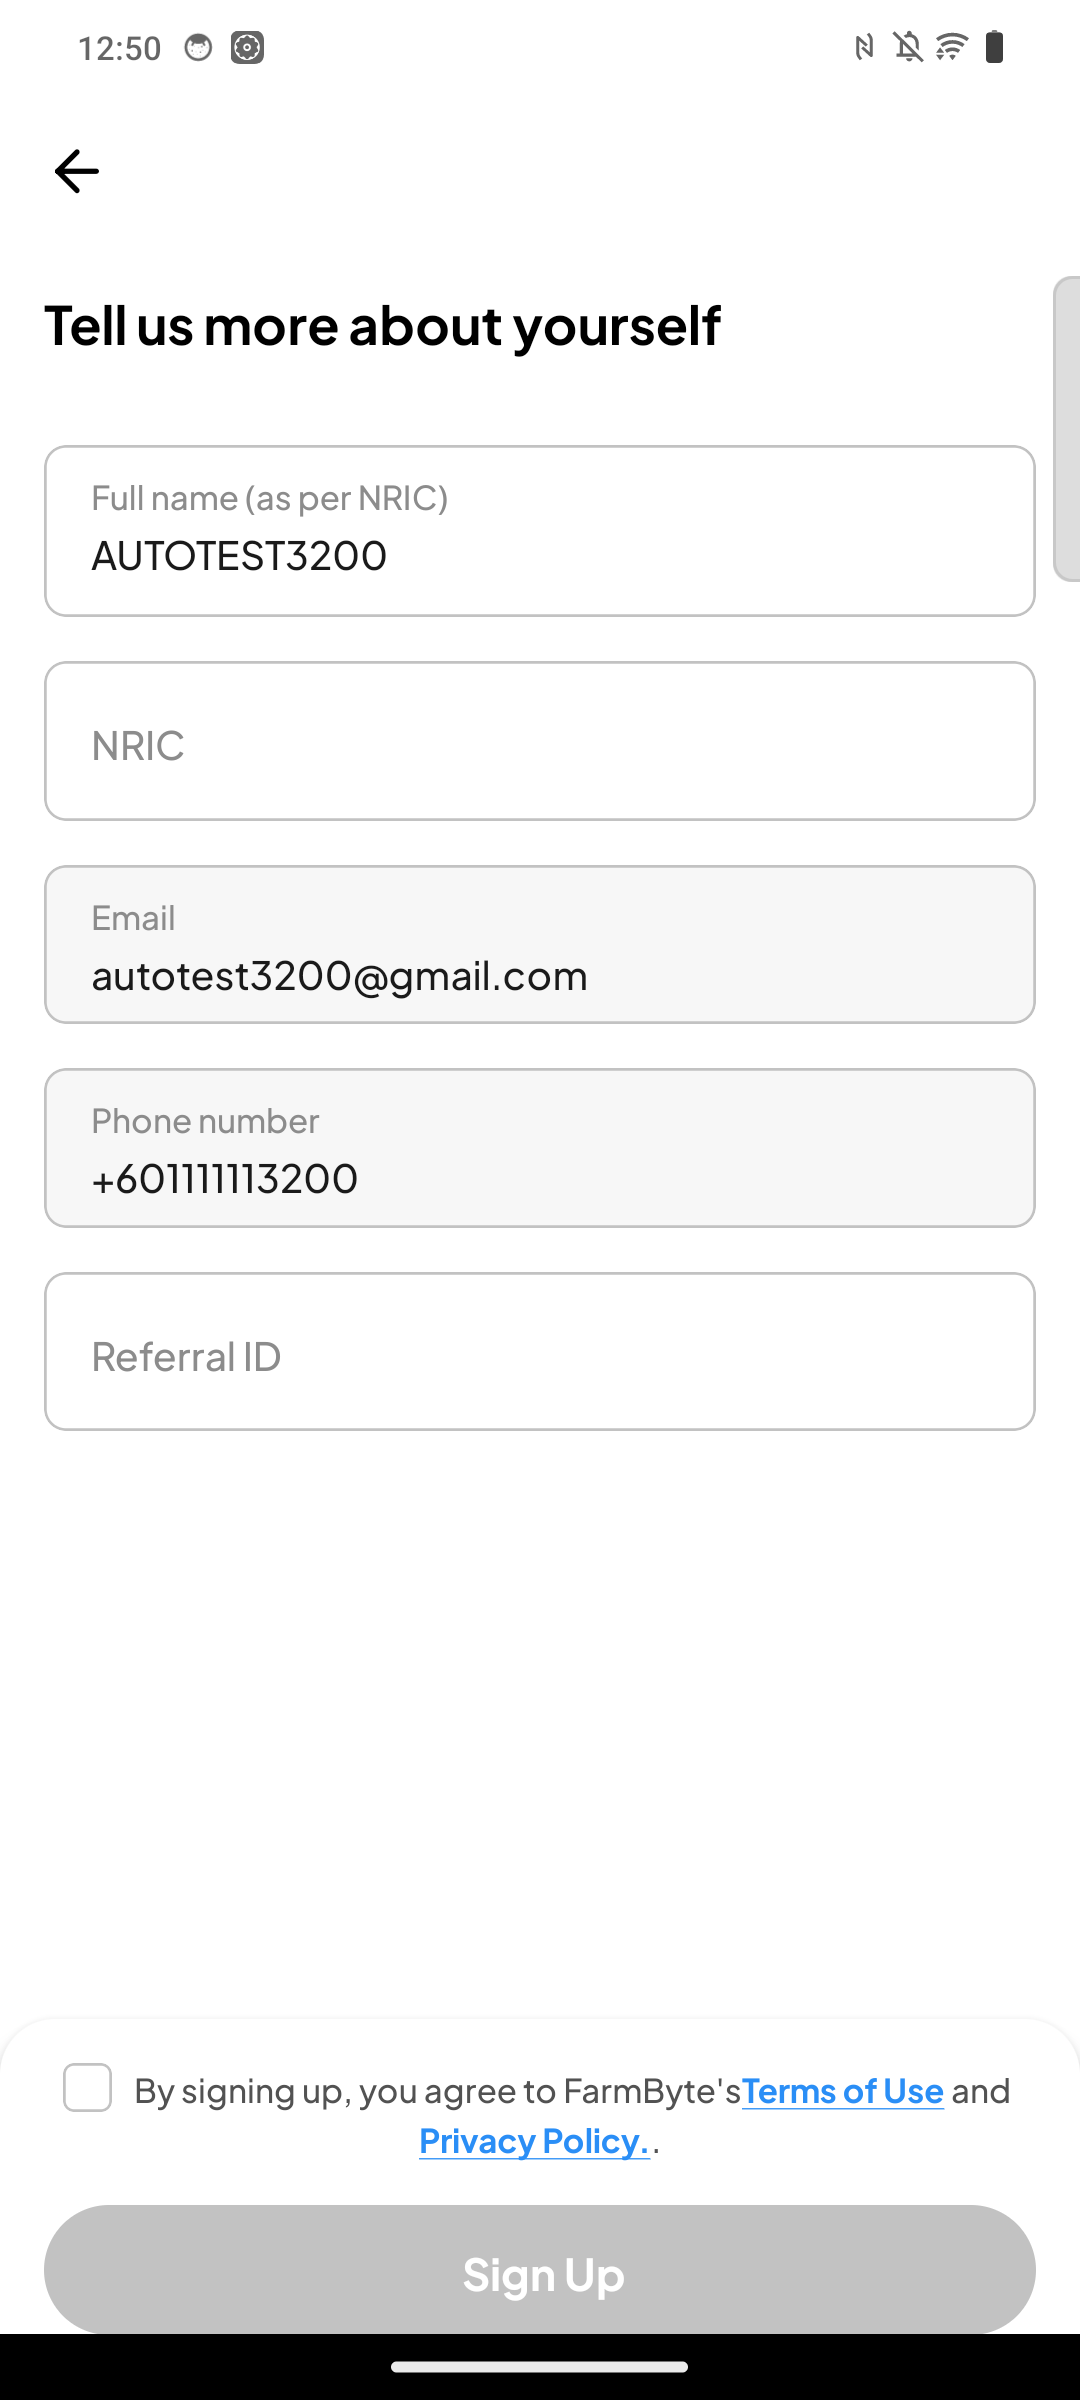 12:50
Tell us more about yourself
Full name (as per NRIC)
AUTOTEST3200
NRIC
Email
autotest3200@gmail.com
Phone number
+601111113200
Referral ID
By signing up, you agree to FarmByte'sTerms of Use and
Privacy Policy..
Sign Up